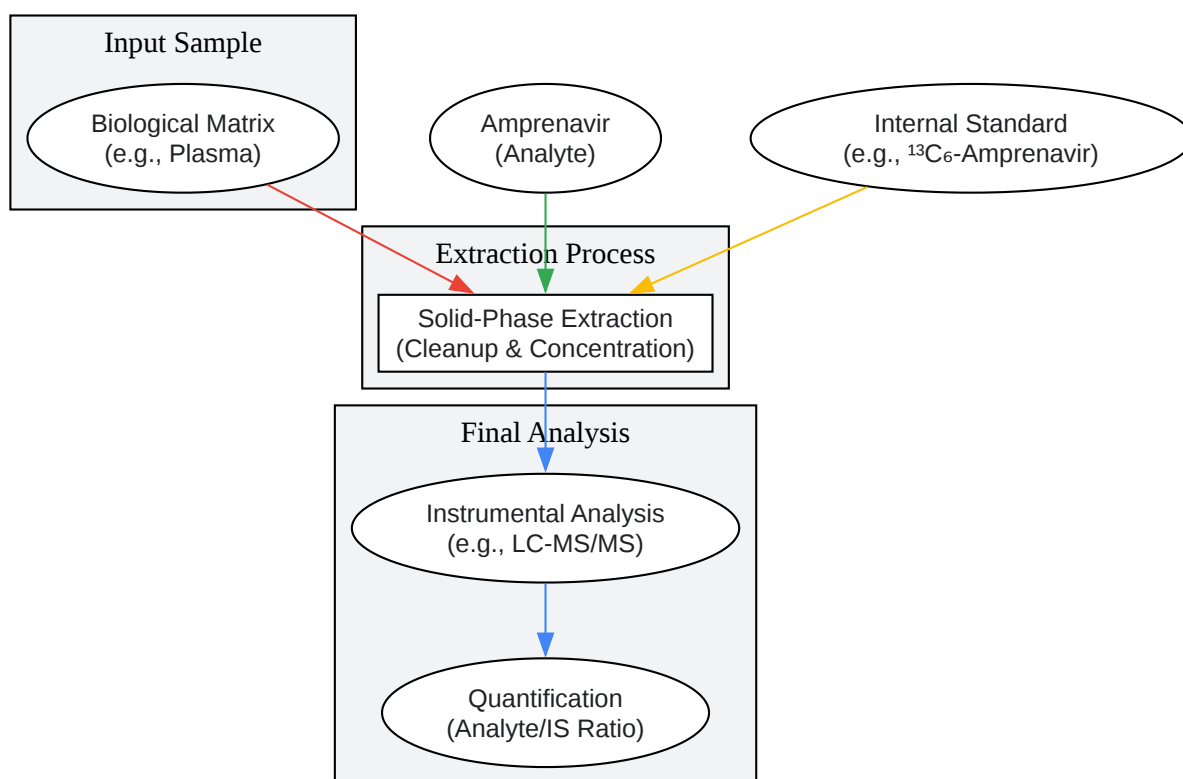 Input Sample
Biological Matrix
(e.g., Plasma)
Amprenavir
(Analyte)
Internal Standard
(e.g., ¹³C₆-Amprenavir)
Extraction Process
Solid-Phase Extraction
(Cleanup & Concentration)
Final Analysis
Instrumental Analysis
(e.g., LC-MS/MS)
Quantification
(Analyte/IS Ratio)